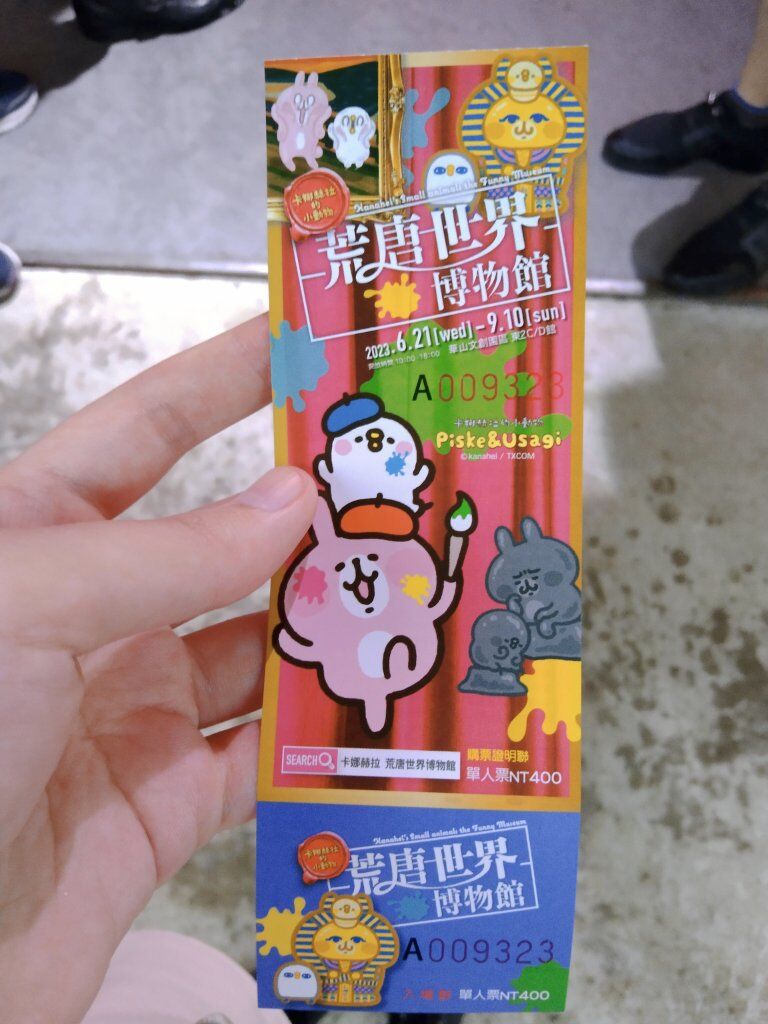 卡娜赫拉
的
小動物
Kanahei's Small animals the Funny Museum
荒唐世界
博物館
2023.6.21[wed]-9.10[sun]
10:00-18:00 華山文創園區 東2C/D館
A009323
卡娜赫拉的小動物
Piske&Usagi
©kanahei / TXCOM
SEARCH 卡娜赫拉 荒唐世界博物館
購票證明聯
單人票NT400
Kanahei's Small animals the Funny Museum
卡娜赫拉
的
小動物
荒唐世界
博物館
A009323
入場券 單人票NT400